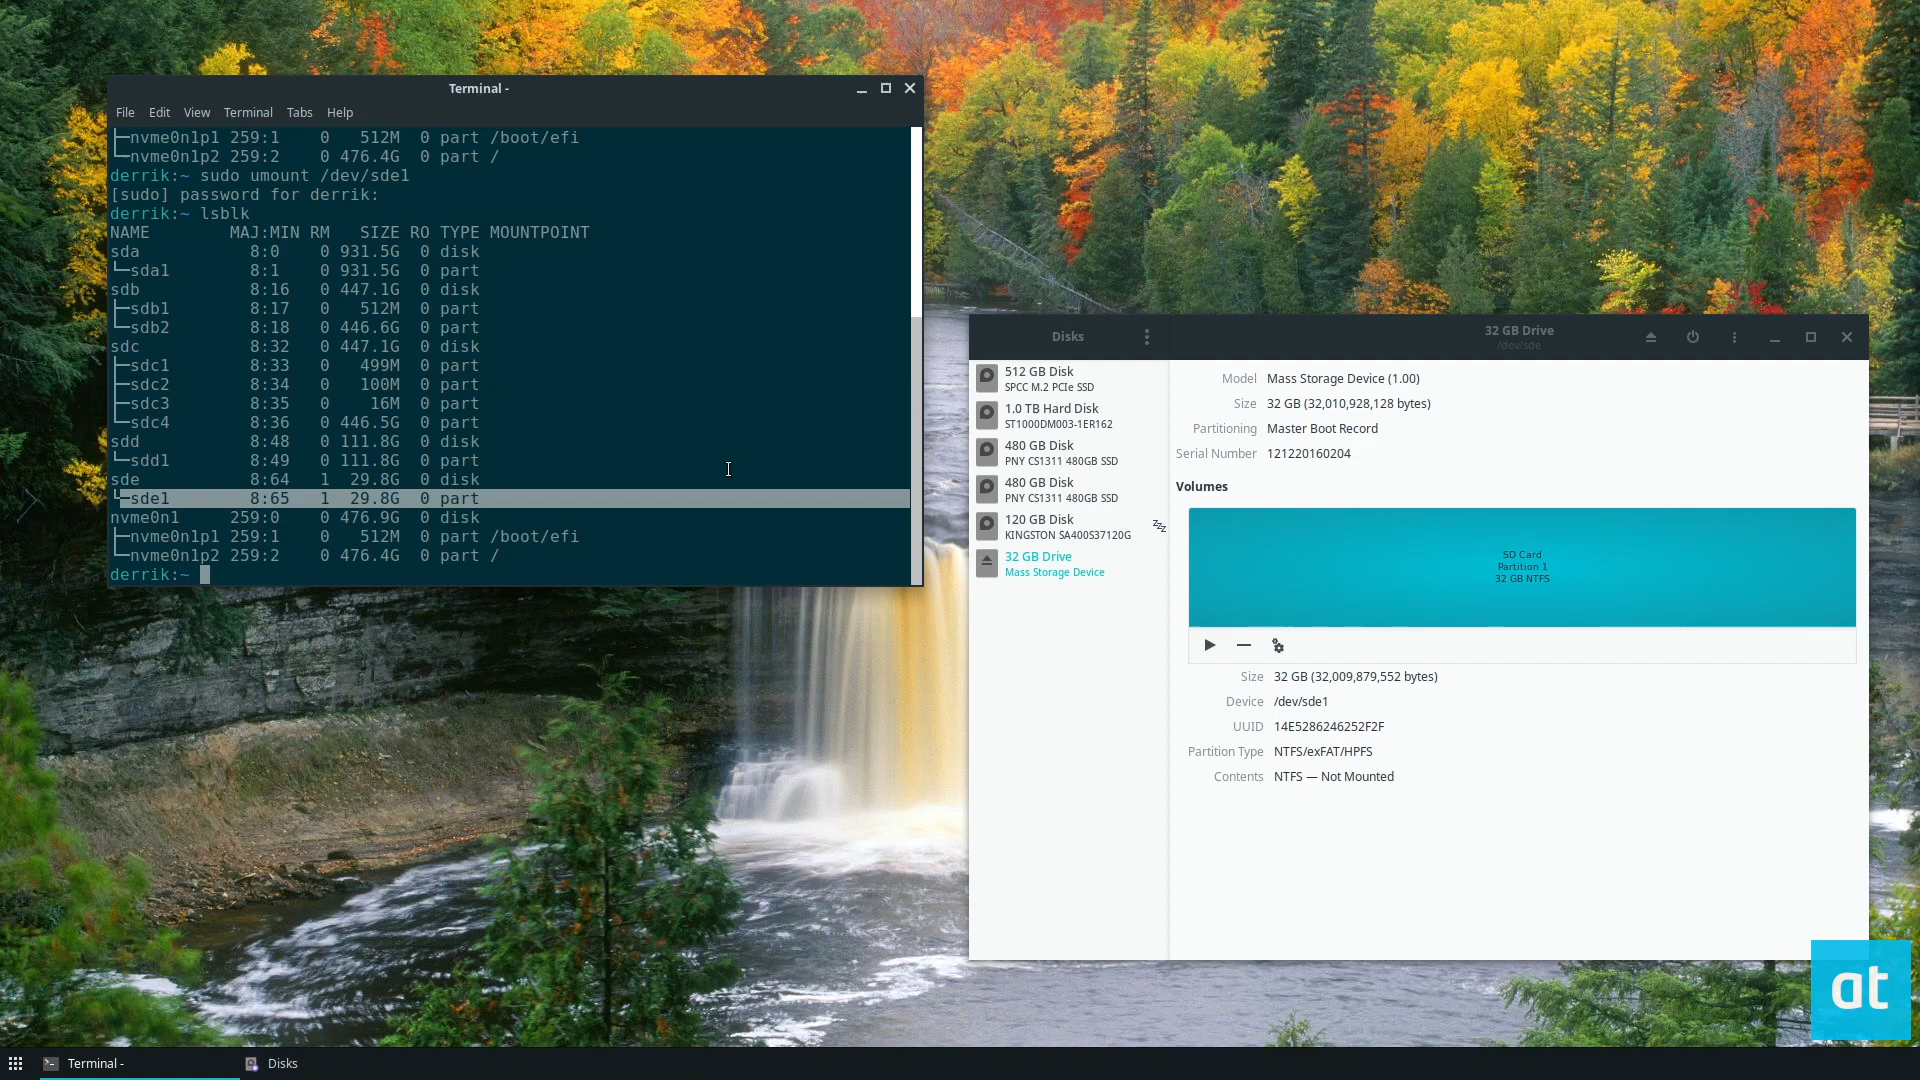 Terminal -
File Edit View Terminal Tabs Help
├─nvme0n1p1 259:1 0 512M 0 part /boot/efi
└─nvme0n1p2 259:2 0 476.4G 0 part /
derrik:~ sudo umount /dev/sde1
[sudo] password for derrik:
derrik:~ lsblk
NAME MAJ:MIN RM SIZE RO TYPE MOUNTPOINT
sda 8:0 0 931.5G 0 disk
└─sda1 8:1 0 931.5G 0 part
sdb 8:16 0 447.1G 0 disk
├─sdb1 8:17 0 512M 0 part
└─sdb2 8:18 0 446.6G 0 part
sdc 8:32 0 447.1G 0 disk
├─sdc1 8:33 0 499M 0 part
├─sdc2 8:34 0 100M 0 part
├─sdc3 8:35 0 16M 0 part
└─sdc4 8:36 0 446.5G 0 part
sdd 8:48 0 111.8G 0 disk
└─sdd1 8:49 0 111.8G 0 part
sde 8:64 1 29.8G 0 disk
└─sde1 8:65 1 29.8G 0 part
nvme0n1 259:0 0 476.9G 0 disk
├─nvme0n1p1 259:1 0 512M 0 part /boot/efi
└─nvme0n1p2 259:2 0 476.4G 0 part /
derrik:~
Disks
32 GB Drive
/dev/sde
512 GB Disk
SPCC M.2 PCIe SSD
1.0 TB Hard Disk
ST1000DM003-1ER162
480 GB Disk
PNY CS1311 480GB SSD
480 GB Disk
PNY CS1311 480GB SSD
120 GB Disk
KINGSTON SA400S37120G
zzz
32 GB Drive
Mass Storage Device
Model Mass Storage Device (1.00)
Size 32 GB (32,010,928,128 bytes)
Partitioning Master Boot Record
Serial Number 121220160204
Volumes
SD Card
Partition 1
32 GB NTFS
Size 32 GB (32,009,879,552 bytes)
Device /dev/sde1
UUID 14E5286246252F2F
Partition Type NTFS/exFAT/HPFS
Contents NTFS — Not Mounted
at
Terminal -
Disks